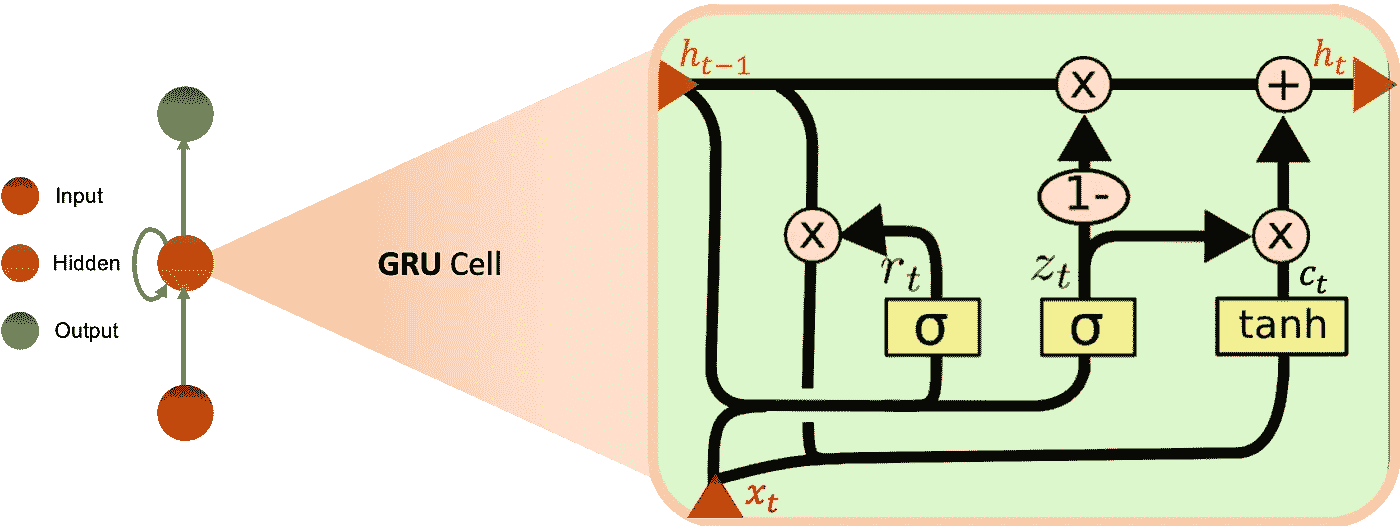 Input
Hidden
Output
GRU Cell
h_{t-1}
h_t
x
+
1-
x
x
r_t
z_t
c_t
σ
σ
tanh
x_t